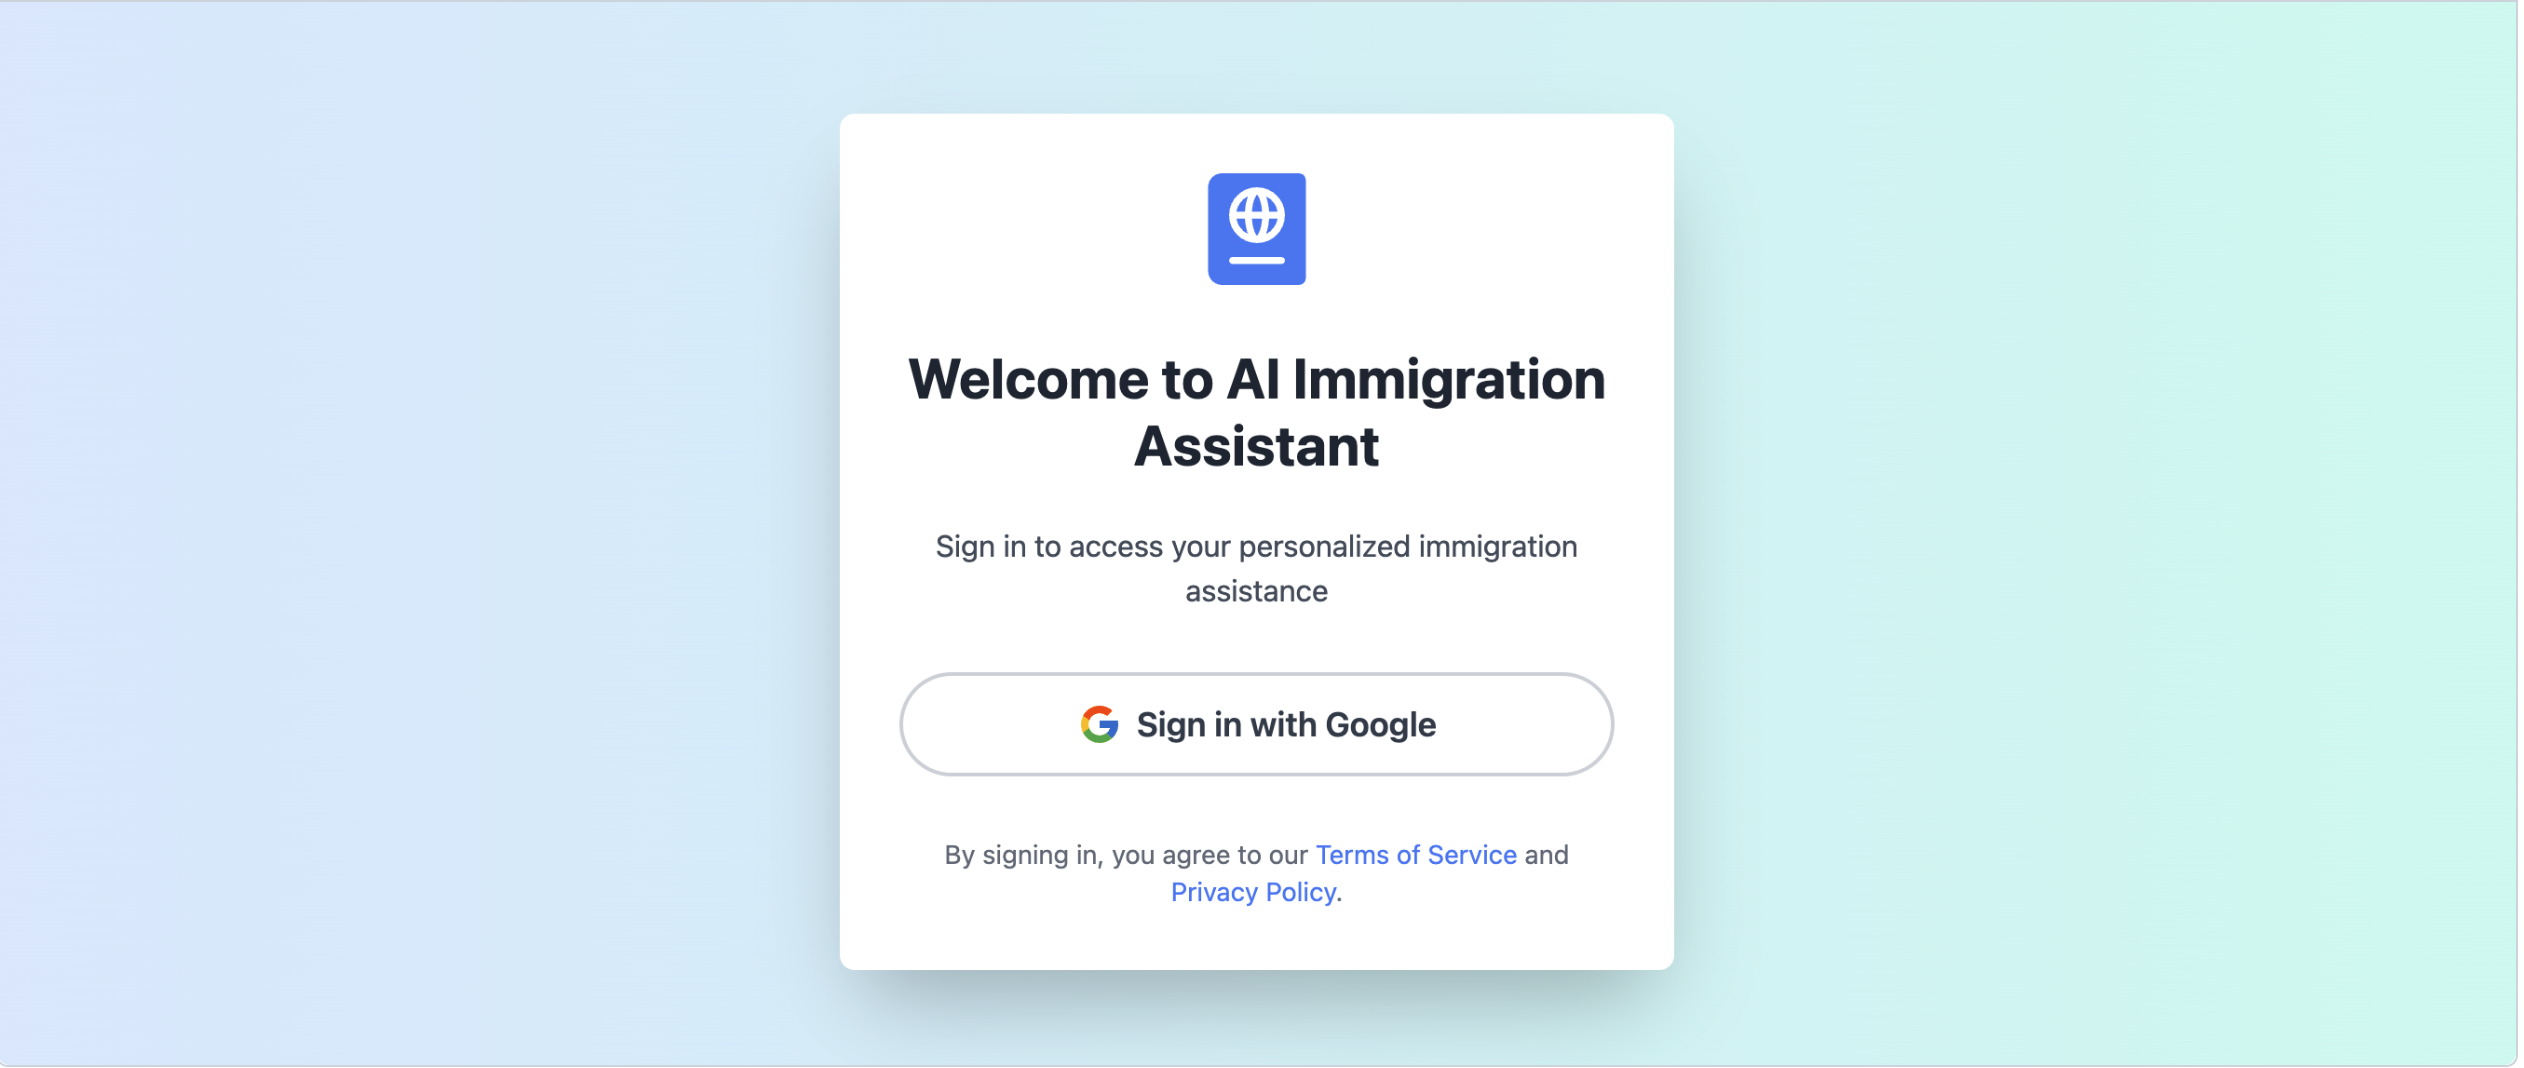 Welcome to AI Immigration
Assistant
Sign in to access your personalized immigration
assistance
Sign in with Google
By signing in, you agree to our Terms of Service and
Privacy Policy.